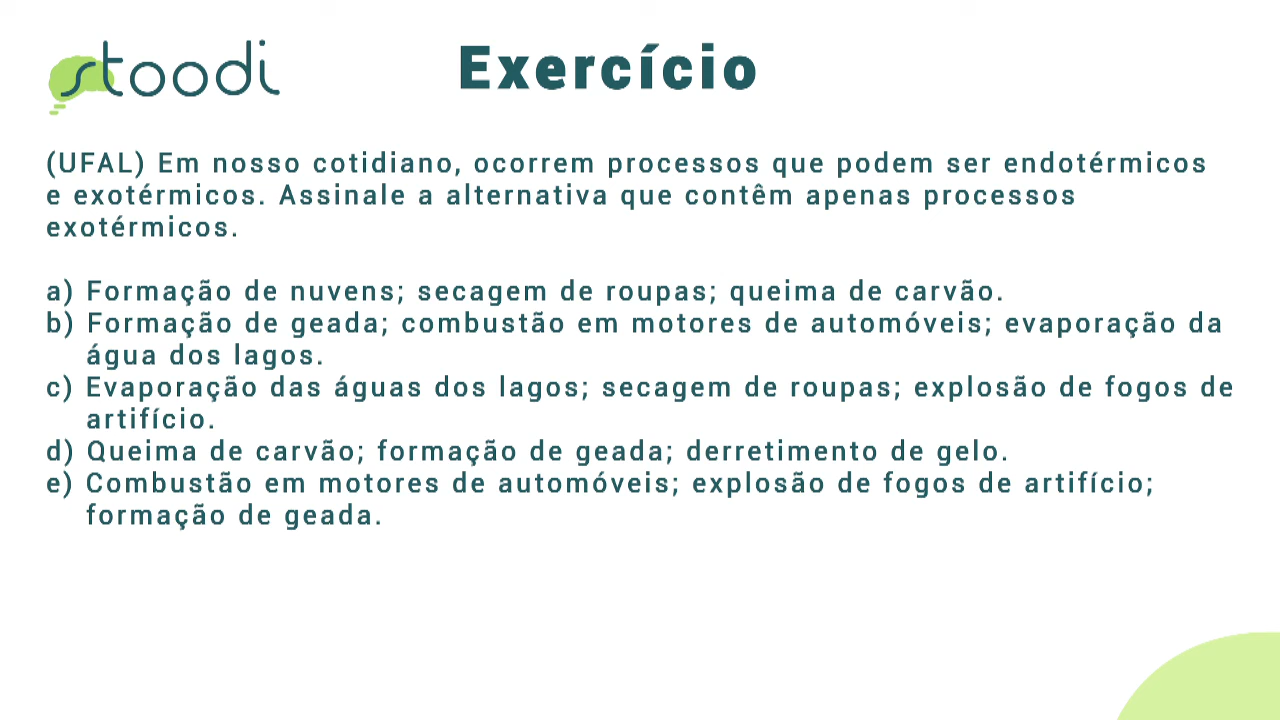 stoodi
Exercício
(UFAL) Em nosso cotidiano, ocorrem processos que podem ser endotérmicos
e exotérmicos. Assinale a alternativa que contêm apenas processos
exotérmicos.
a) Formação de nuvens; secagem de roupas; queima de carvão.
b) Formação de geada; combustão em motores de automóveis; evaporação da
água dos lagos.
c) Evaporação das águas dos lagos; secagem de roupas; explosão de fogos de
artifício.
d) Queima de carvão; formação de geada; derretimento de gelo.
e) Combustão em motores de automóveis; explosão de fogos de artifício;
formação de geada.